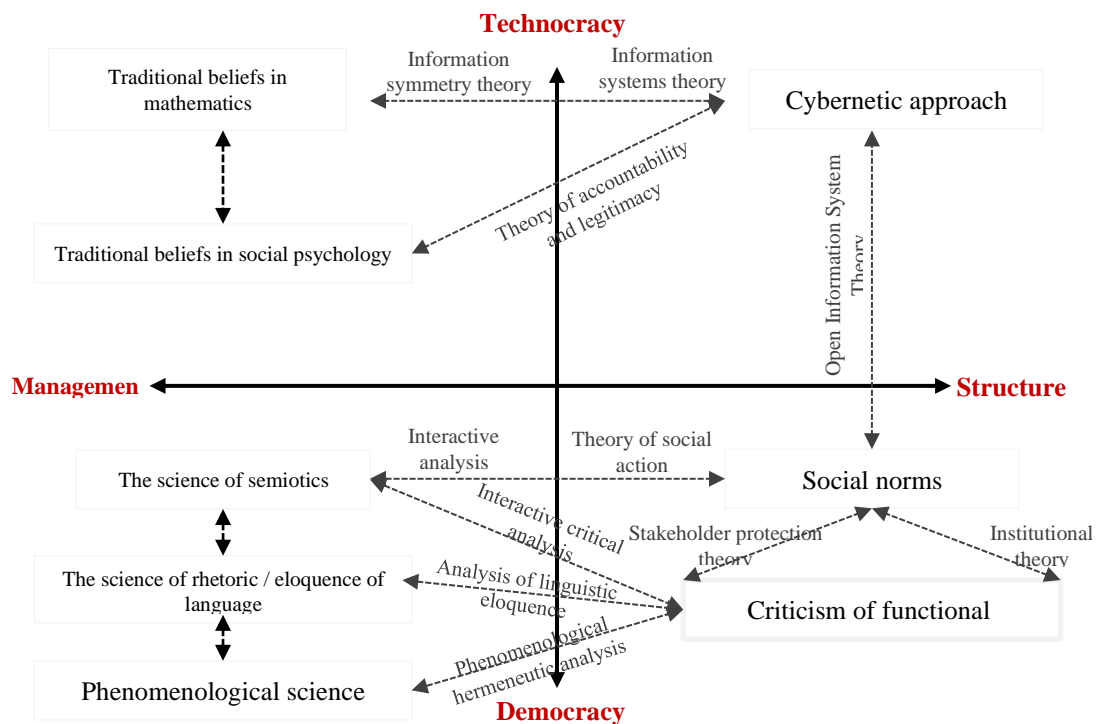 Technocracy
Information
symmetry theory
Information
systems theory
Traditional beliefs in
mathematics
Cybernetic approach
Theory of accountability
and legitimacy
Traditional beliefs in social psychology
Open Information System
Theory
Managemen
Structure
Interactive
analysis
Theory of social
action
The science of semiotics
Social norms
Interactive critical
analysis
Stakeholder protection
theory
Institutional
theory
The science of rhetoric / eloquence of
language
Analysis of linguistic
eloquence
Criticism of functional
Phenomenological
hermeneutic analysis
Phenomenological science
Democracy